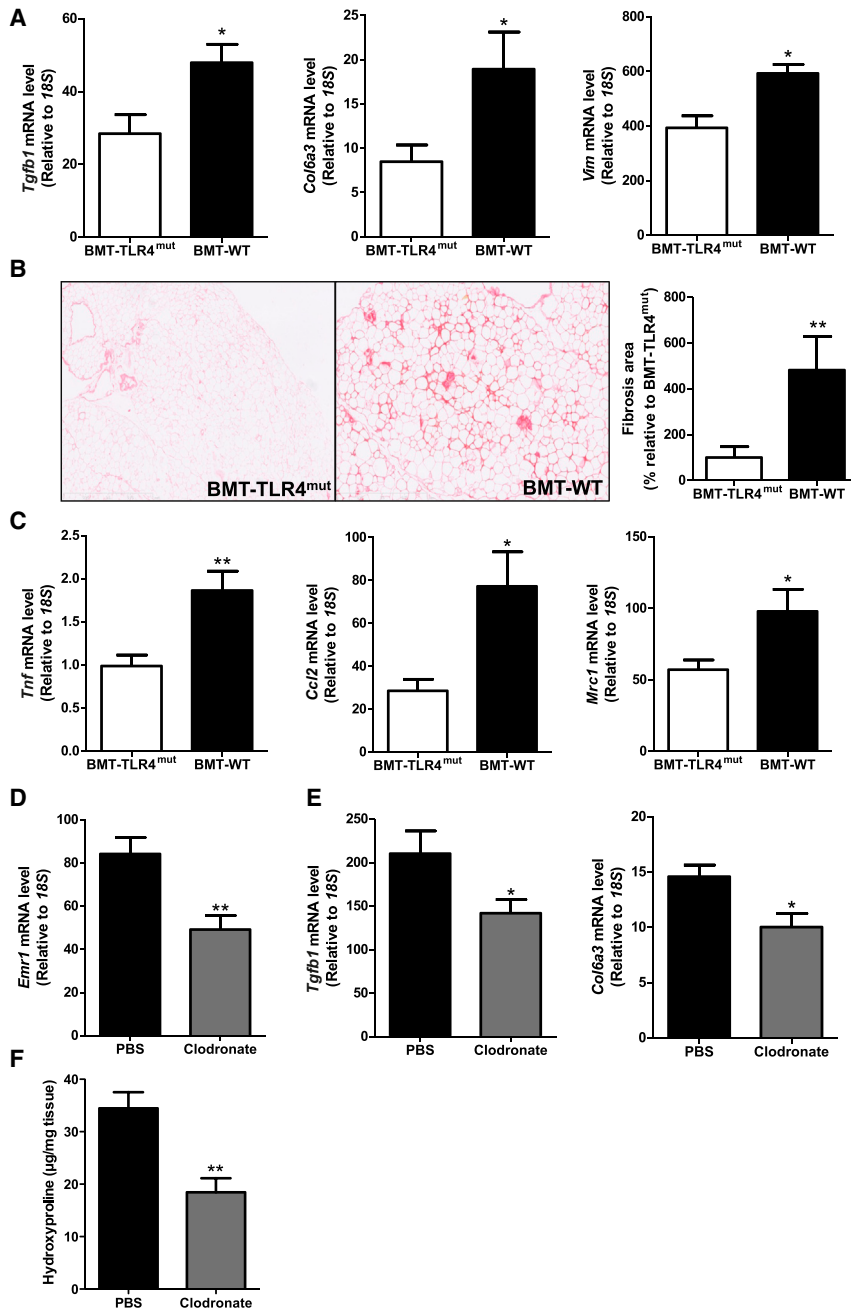 A
Tgfb1 mRNA level
(Relative to 18S)
60
40
20
0
*
BMT-TLR4mut
BMT-WT
Col6a3 mRNA level
(Relative to 18S)
25
20
15
10
5
0
*
BMT-TLR4mut
BMT-WT
Vim mRNA level
(Relative to 18S)
800
600
400
200
0
*
BMT-TLR4mut
BMT-WT
B
BMT-TLR4mut
BMT-WT
Fibrosis area
(% relative to BMT-TLR4mut)
800
600
400
200
0
**
BMT-TLR4mut
BMT-WT
C
Tnf mRNA level
(Relative to 18S)
2.5
2.0
1.5
1.0
0.5
0.0
**
BMT-TLR4mut
BMT-WT
Ccl2 mRNA level
(Relative to 18S)
100
80
60
40
20
0
*
BMT-TLR4mut
BMT-WT
Mrc1 mRNA level
(Relative to 18S)
150
100
50
0
*
BMT-TLR4mut
BMT-WT
D
Emr1 mRNA level
(Relative to 18S)
100
80
60
40
20
0
**
PBS
Clodronate
E
Tgfb1 mRNA level
(Relative to 18S)
250
200
150
100
50
0
*
PBS
Clodronate
Col6a3 mRNA level
(Relative to 18S)
20
15
10
5
0
*
PBS
Clodronate
F
Hydroxyproline (µg/mg tissue)
40
30
20
10
0
**
PBS
Clodronate